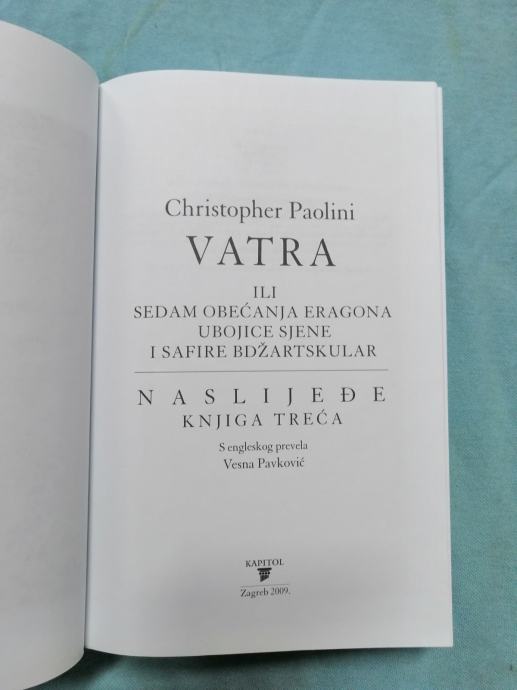 Christopher Paolini
VATRA
ILI
SEDAM OBEĆANJA ERAGONA
UBOJICE SJENE
I SAFIRE BDŽARTSKULAR
NASLIJEĐE
KNJIGA TREĆA
S engleskog prevela
Vesna Pavković
KAPITOL
Zagreb 2009.